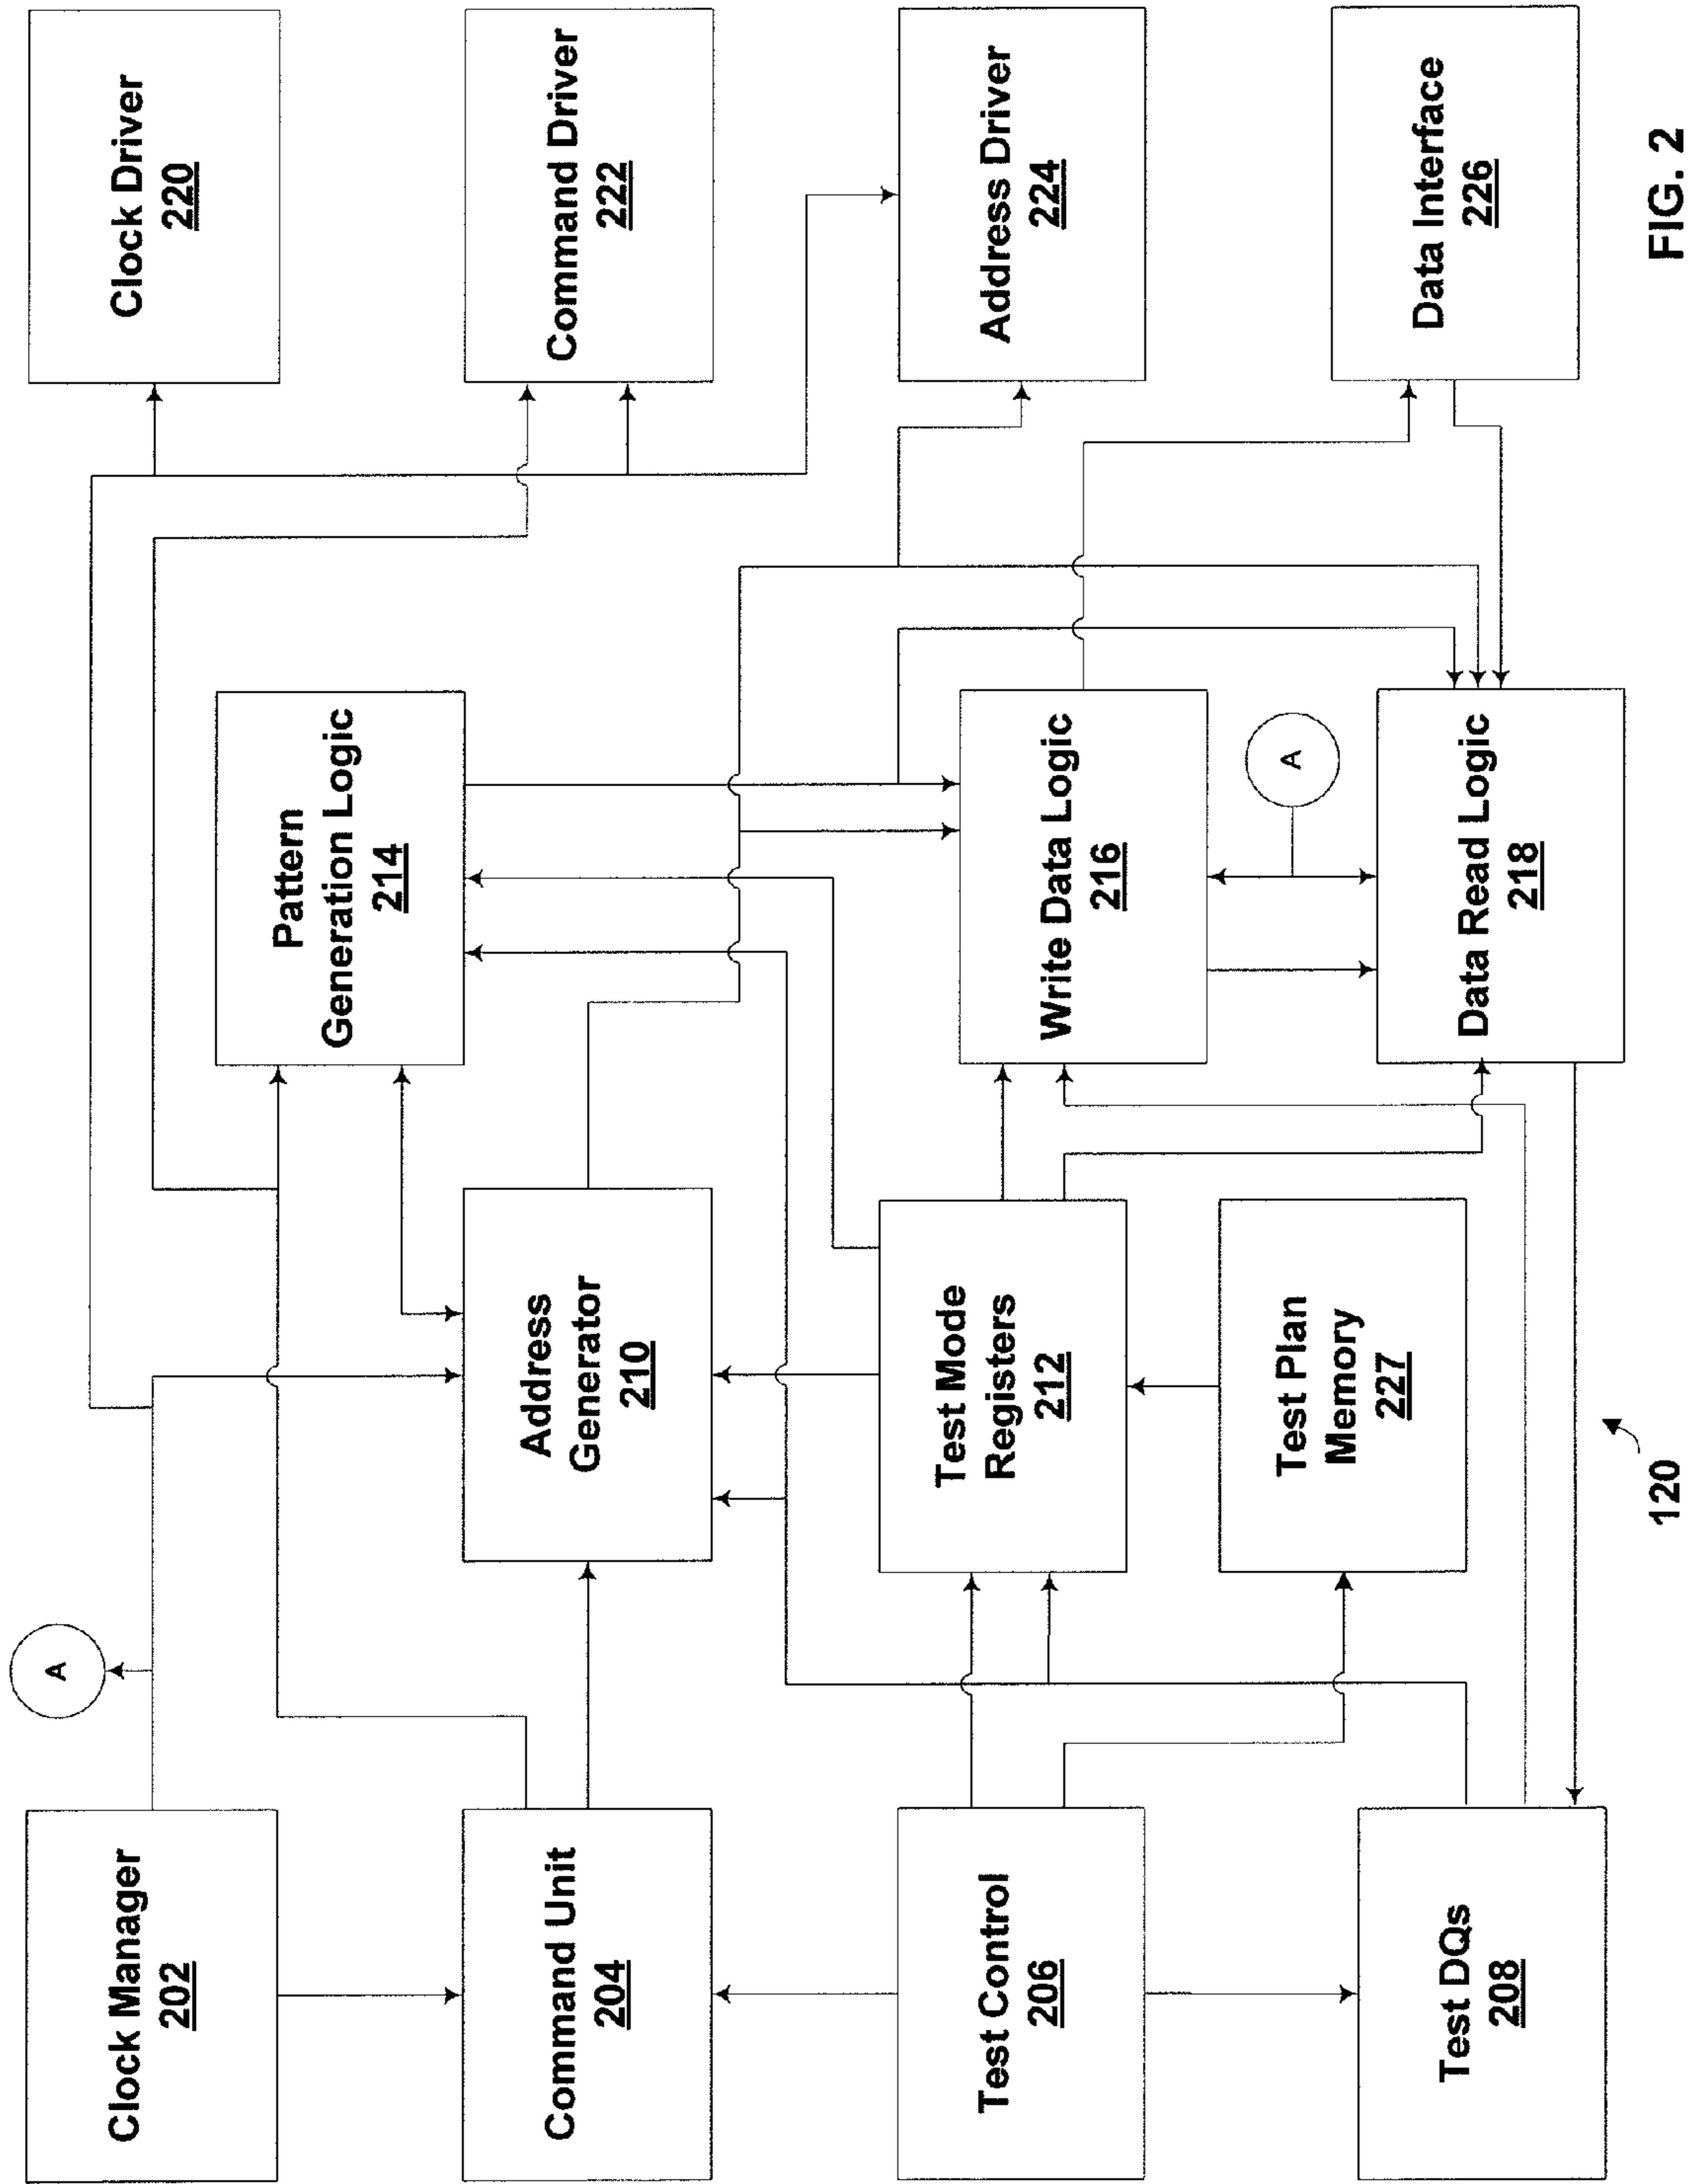 Clock Manager
202
Command Unit
204
Test Control
206
Test DQs
208
A
Address
Generator
210
Test Mode
Registers
212
Test Plan
Memory
227
Pattern
Generation Logic
214
Write Data Logic
216
A
Data Read Logic
218
Clock Driver
220
Command Driver
222
Address Driver
224
Data Interface
226
120
FIG. 2